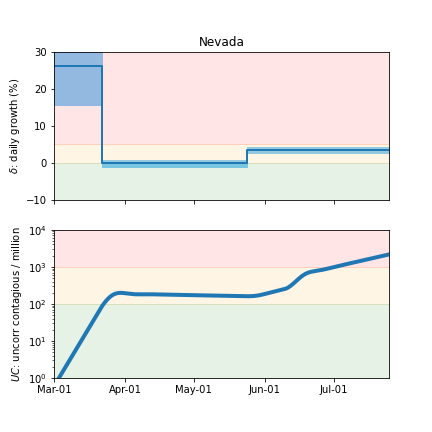 Nevada
δ: daily growth (%)
30
20
10
0
−10
UC: uncorr contagious / million
10⁴
10³
10²
10¹
10⁰
Mar-01 Apr-01 May-01 Jun-01 Jul-01